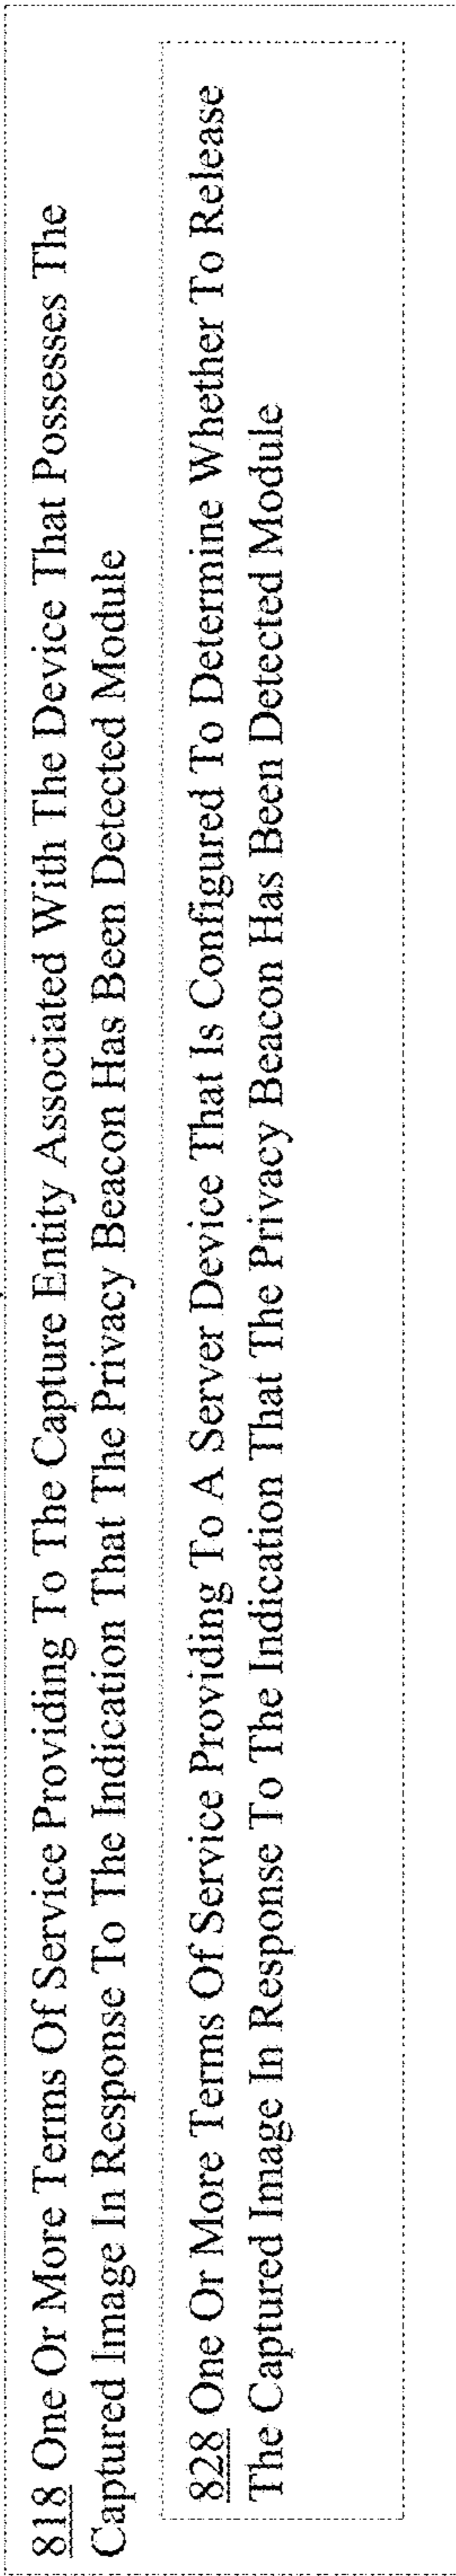 818 One Or More Terms Of Service Providing To The Capture Entity Associated With The Device That Possesses The
Captured Image In Response To The Indication That The Privacy Beacon Has Been Detected Module
828 One Or More Terms Of Service Providing To A Server Device That Is Configured To Determine Whether To Release
The Captured Image In Response To The Indication That The Privacy Beacon Has Been Detected Module